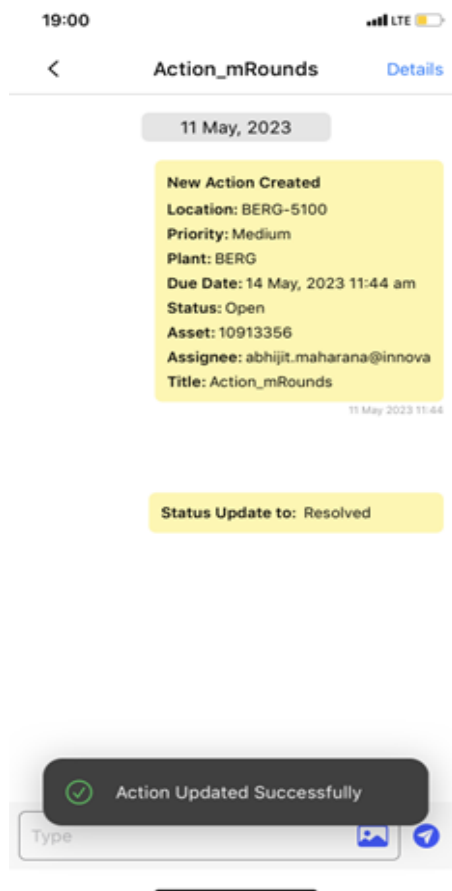 19:00
LTE
Action_mRounds
Details
11 May, 2023
New Action Created
Location: BERG-5100
Priority: Medium
Plant: BERG
Due Date: 14 May, 2023 11:44 am
Status: Open
Asset: 10913356
Assignee: abhijit.maharana@innova
Title: Action_mRounds
11 May 2023 11:44
Status Update to: Resolved
Action Updated Successfully
Type